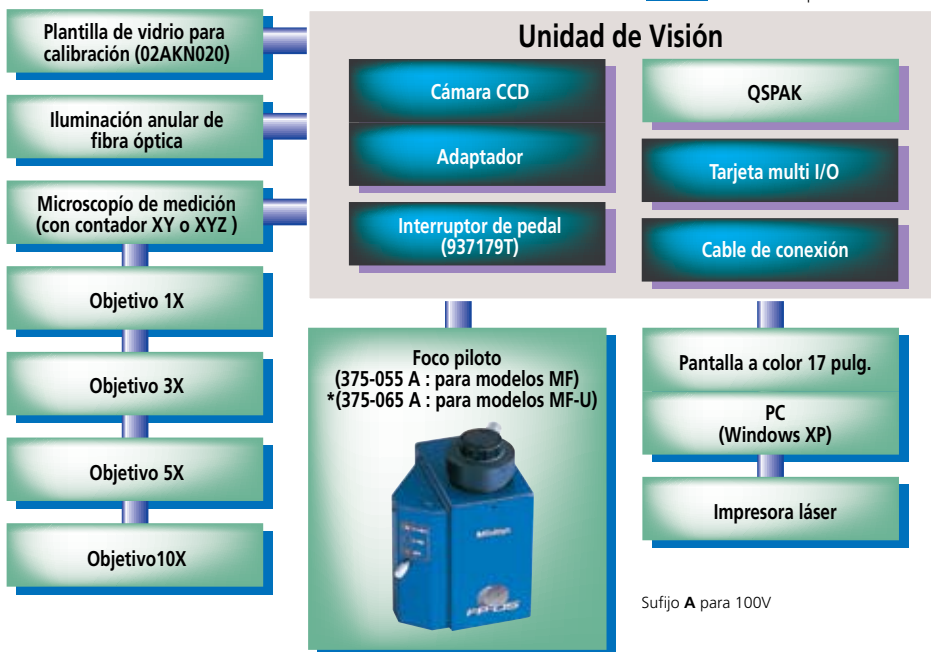 Plantilla de vidrio para
calibración (02AKN020)
Iluminación anular de
fibra óptica
Microscopío de medición
(con contador XY o XYZ )
Objetivo 1X
Objetivo 3X
Objetivo 5X
Objetivo10X
Unidad de Visión
Cámara CCD
Adaptador
Interruptor de pedal
(937179T)
QSPAK
Tarjeta multi I/O
Cable de conexión
Foco piloto
(375-055 A : para modelos MF)
*(375-065 A : para modelos MF-U)
Mitutoyo
FP-05
Pantalla a color 17 pulg.
PC
(Windows XP)
Impresora láser
Sufijo A para 100V